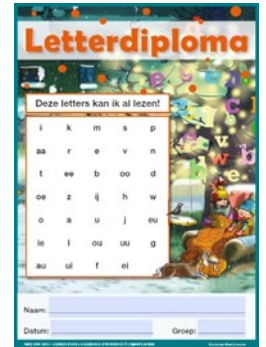 Letterdiploma
Deze letters kan ik al lezen!
i k m s p
aa r e v n
t ee b oo d
oe z ij h w
o a u j eu
ie l ou uu g
au ui f ei
Naam:
Datum: Groep: